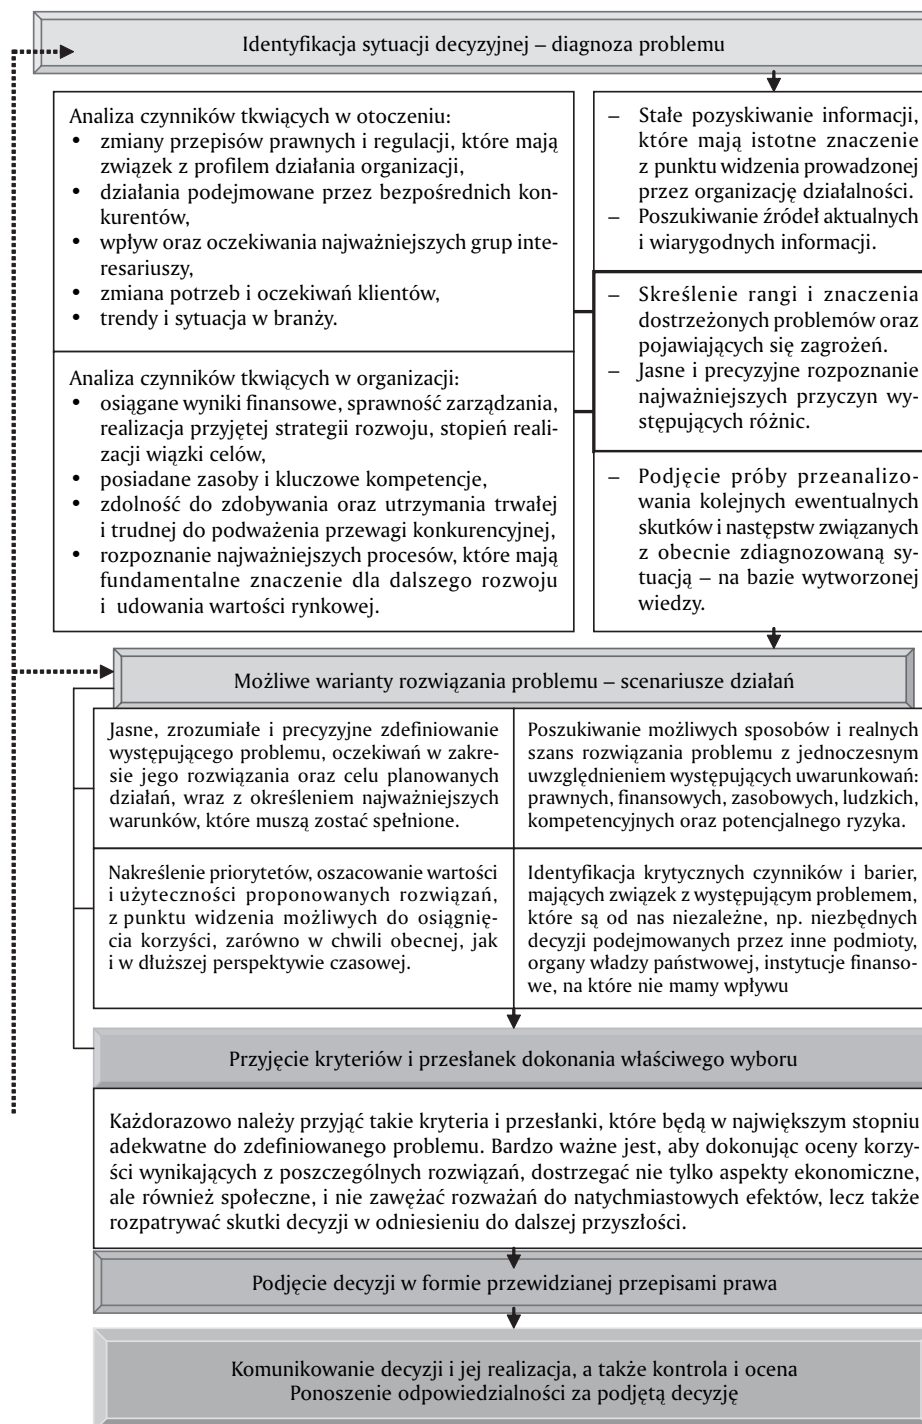 Identyfikacja sytuacji decyzyjnej – diagnoza problemu
Analiza czynników tkwiących w otoczeniu:
• zmiany przepisów prawnych i regulacji, które mają
związek z profilem działania organizacji,
• działania podejmowane przez bezpośrednich kon-
kurentów,
• wpływ oraz oczekiwania najważniejszych grup inte-
resariuszy,
• zmiana potrzeb i oczekiwań klientów,
• trendy i sytuacja w branży.
Analiza czynników tkwiących w organizacji:
• osiągane wyniki finansowe, sprawność zarządzania,
realizacja przyjętej strategii rozwoju, stopień reali-
zacji wiązki celów,
• posiadane zasoby i kluczowe kompetencje,
• zdolność do zdobywania oraz utrzymania trwałej
i trudnej do podważenia przewagi konkurencyjnej,
• rozpoznanie najważniejszych procesów, które mają
fundamentalne znaczenie dla dalszego rozwoju
i udowania wartości rynkowej.
– Stałe pozyskiwanie informacji,
które mają istotne znaczenie
z punktu widzenia prowadzonej
przez organizację działalności.
– Poszukiwanie źródeł aktualnych
i wiarygodnych informacji.
– Skreślenie rangi i znaczenia
dostrzeżonych problemów oraz
pojawiających się zagrożeń.
– Jasne i precyzyjne rozpoznanie
najważniejszych przyczyn wy-
stępujących różnic.
– Podjęcie próby przeanalizo-
wania kolejnych ewentualnych
skutków i następstw związanych
z obecnie zdiagnozowaną sy-
tuacją – na bazie wytworzonej
wiedzy.
Możliwe warianty rozwiązania problemu – scenariusze działań
Jasne, zrozumiałe i precyzyjne zdefiniowanie
występującego problemu, oczekiwań w zakre-
sie jego rozwiązania oraz celu planowanych
działań, wraz z określeniem najważniejszych
warunków, które muszą zostać spełnione.
Poszukiwanie możliwych sposobów i realnych
szans rozwiązania problemu z jednoczesnym
uwzględnieniem występujących uwarunkowań:
prawnych, finansowych, zasobowych, ludzkich,
kompetencyjnych oraz potencjalnego ryzyka.
Nakreślenie priorytetów, oszacowanie wartości
i użyteczności proponowanych rozwiązań,
z punktu widzenia możliwych do osiągnię-
cia korzyści, zarówno w chwili obecnej, jak
i w dłuższej perspektywie czasowej.
Identyfikacja krytycznych czynników i barier,
mających związek z występującym problemem,
które są od nas niezależne, np. niezbędnych
decyzji podejmowanych przez inne podmioty,
organy władzy państwowej, instytucje finanso-
we, na które nie mamy wpływu
Przyjęcie kryteriów i przesłanek dokonania właściwego wyboru
Każdorazowo należy przyjąć takie kryteria i przesłanki, które będą w największym stopniu
adekwatne do zdefiniowanego problemu. Bardzo ważne jest, aby dokonując oceny korzy-
ści wynikających z poszczególnych rozwiązań, dostrzegać nie tylko aspekty ekonomiczne,
ale również społeczne, i nie zawężać rozważań do natychmiastowych efektów, lecz także
rozpatrywać skutki decyzji w odniesieniu do dalszej przyszłości.
Podjęcie decyzji w formie przewidzianej przepisami prawa
Komunikowanie decyzji i jej realizacja, a także kontrola i ocena
Ponoszenie odpowiedzialności za podjętą decyzję